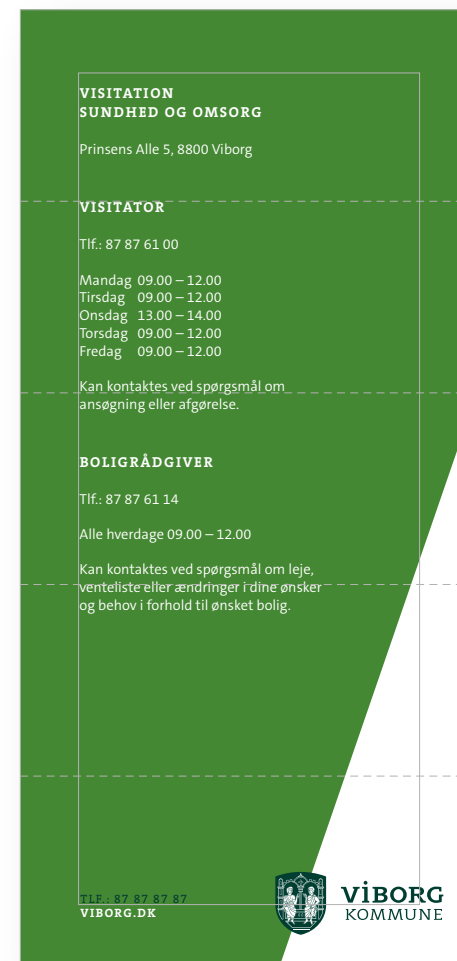 VISITATION
SUNDHED OG OMSORG
Prinsens Alle 5, 8800 Viborg
VISITATOR
Tlf.: 87 87 61 00
Mandag 09.00 – 12.00
Tirsdag 09.00 – 12.00
Onsdag 13.00 – 14.00
Torsdag 09.00 – 12.00
Fredag 09.00 – 12.00
Kan kontaktes ved spørgsmål om
ansøgning eller afgørelse.
BOLIGRÅDGIVER
Tlf.: 87 87 61 14
Alle hverdage 09.00 – 12.00
Kan kontaktes ved spørgsmål om leje,
venteliste eller ændringer i dine ønsker
og behov i forhold til ønsket bolig.
TLF.: 87 87 87 87
VIBORG.DK
VIBORG
KOMMUNE